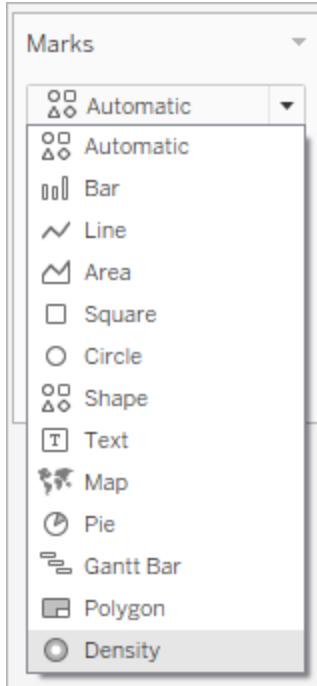 Marks
Automatic
Automatic
Bar
Line
Area
Square
Circle
Shape
T Text
Map
Pie
Gantt Bar
Polygon
Density